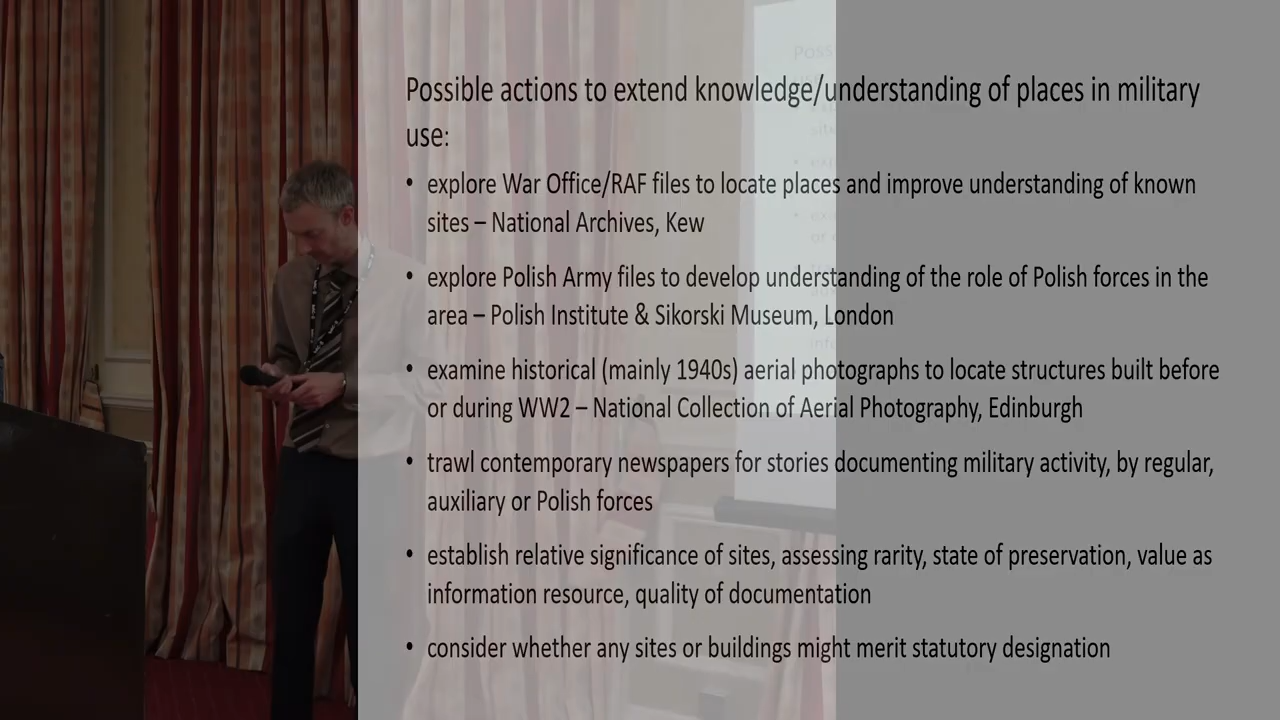 Possible actions to extend knowledge/understanding of places in military
use:
• explore War Office/RAF files to locate places and improve understanding of known
sites – National Archives, Kew
• explore Polish Army files to develop understanding of the role of Polish forces in the
area – Polish Institute & Sikorski Museum, London
• examine historical (mainly 1940s) aerial photographs to locate structures built before
or during WW2 – National Collection of Aerial Photography, Edinburgh
• trawl contemporary newspapers for stories documenting military activity, by regular,
auxiliary or Polish forces
• establish relative significance of sites, assessing rarity, state of preservation, value as
information resource, quality of documentation
• consider whether any sites or buildings might merit statutory designation